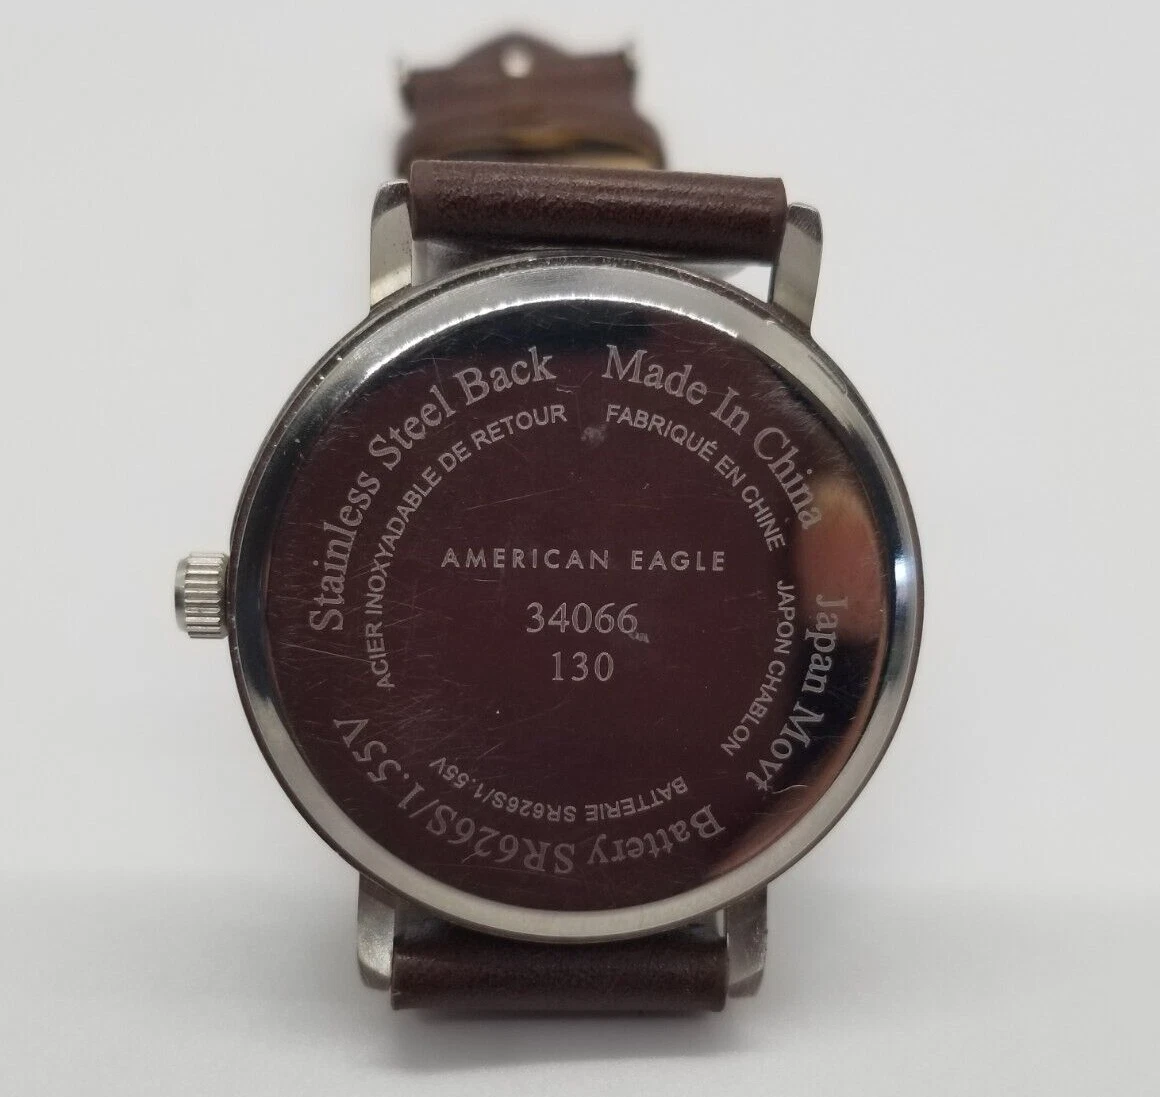 Stainless Steel Back
Made In China
Japan Movt
Battery SR626S/1.55V
ACIER INOXYADABLE DE RETOUR
FABRIQUÉ EN CHINE
JAPON CHABLON
BATTERIE SR626S/1.55V
AMERICAN EAGLE
34066
130